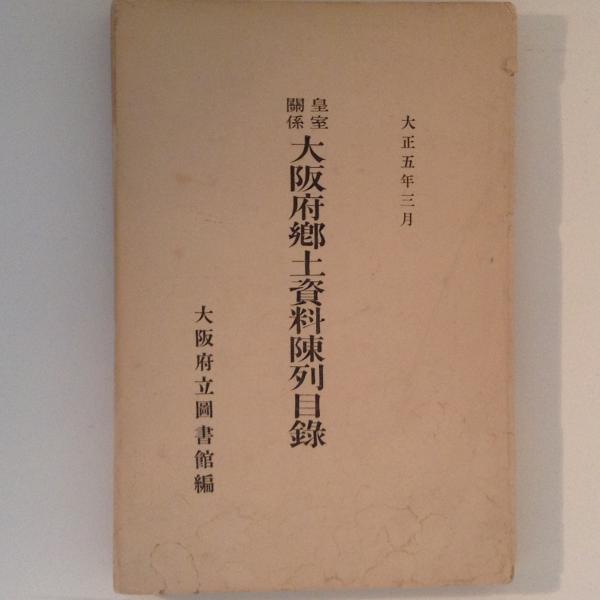 大正五年三月
皇室
關係
大阪府鄕土資料陳列目錄
大阪府立圖書館編